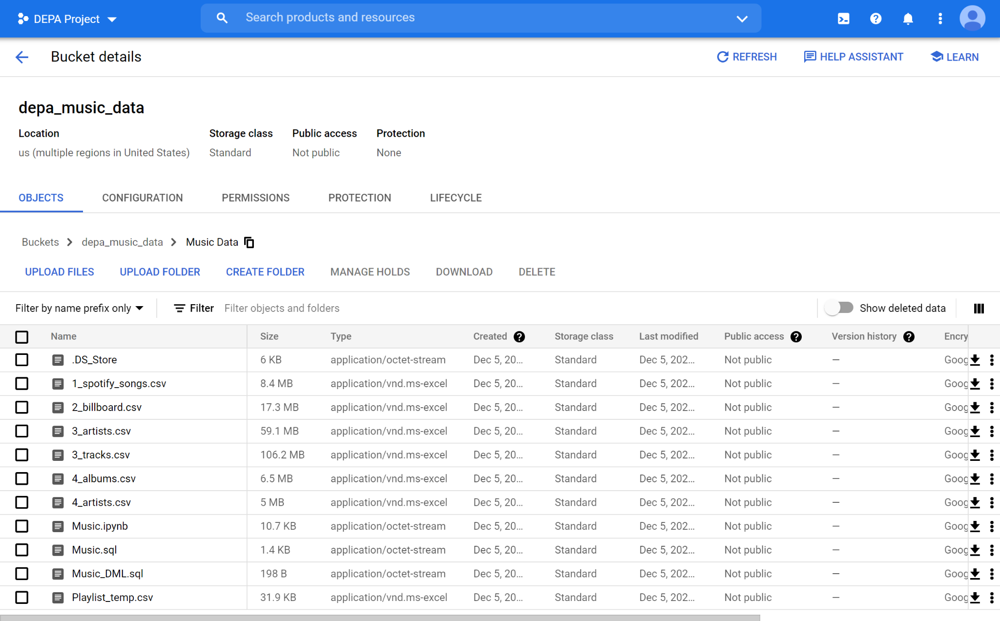 DEPA Project
Search products and resources
Bucket details
REFRESH
HELP ASSISTANT
LEARN
depa_music_data
Location Storage class Public access Protection
us (multiple regions in United States) Standard Not public None
OBJECTS CONFIGURATION PERMISSIONS PROTECTION LIFECYCLE
Buckets > depa_music_data > Music Data
UPLOAD FILES UPLOAD FOLDER CREATE FOLDER MANAGE HOLDS DOWNLOAD DELETE
Filter by name prefix only Filter Filter objects and folders Show deleted data
Name Size Type Created Storage class Last modified Public access Version history Encry
.DS_Store 6 KB application/octet-stream Dec 5, 20... Standard Dec 5, 202... Not public — Goog
1_spotify_songs.csv 8.4 MB application/vnd.ms-excel Dec 5, 20... Standard Dec 5, 202... Not public — Goog
2_billboard.csv 17.3 MB application/vnd.ms-excel Dec 5, 20... Standard Dec 5, 202... Not public — Goog
3_artists.csv 59.1 MB application/vnd.ms-excel Dec 5, 20... Standard Dec 5, 202... Not public — Goog
3_tracks.csv 106.2 MB application/vnd.ms-excel Dec 5, 20... Standard Dec 5, 202... Not public — Goog
4_albums.csv 6.5 MB application/vnd.ms-excel Dec 5, 20... Standard Dec 5, 202... Not public — Goog
4_artists.csv 5 MB application/vnd.ms-excel Dec 5, 20... Standard Dec 5, 202... Not public — Goog
Music.ipynb 10.7 KB application/octet-stream Dec 5, 20... Standard Dec 5, 202... Not public — Goog
Music.sql 1.4 KB application/octet-stream Dec 5, 20... Standard Dec 5, 202... Not public — Goog
Music_DML.sql 198 B application/octet-stream Dec 5, 20... Standard Dec 5, 202... Not public — Goog
Playlist_temp.csv 31.9 KB application/vnd.ms-excel Dec 5, 20... Standard Dec 5, 202... Not public — Goog